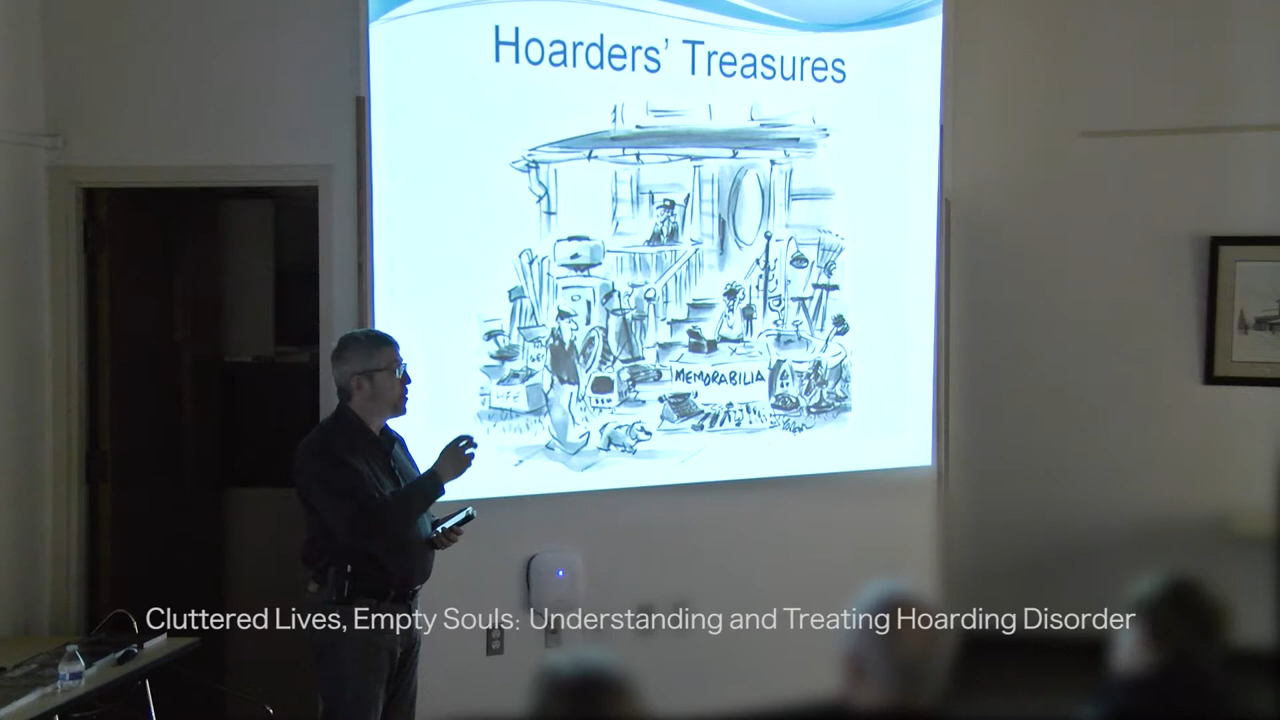 Hoarders’ Treasures
MEMORABILIA
Cluttered Lives, Empty Souls: Understanding and Treating Hoarding Disorder